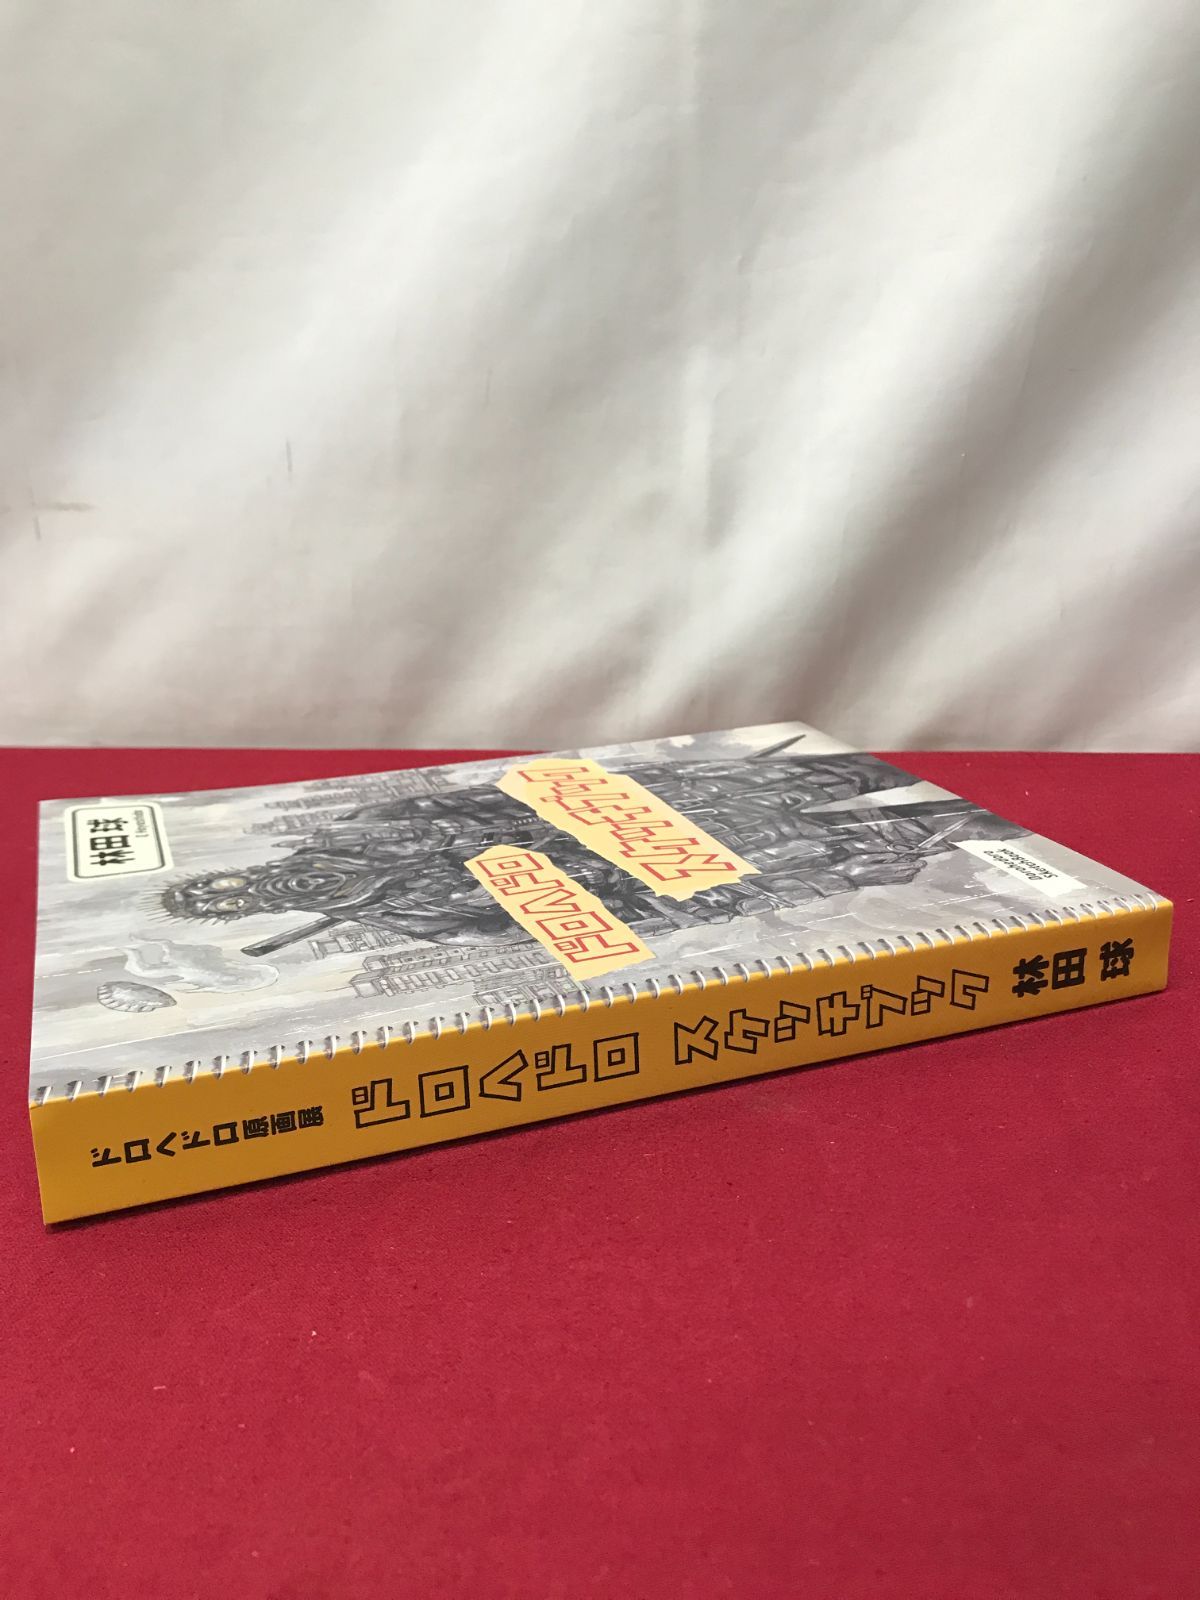 林田球
ドロヘドロ
スケッチブック
Dorohedoro
Sketchbook
ドロヘドロ原画展
ドロヘドロ スケッチブック
林田 球